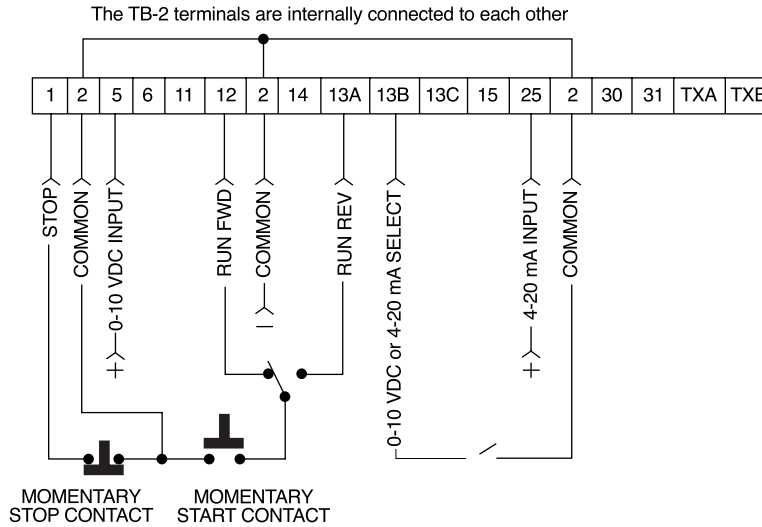 The TB-2 terminals are internally connected to each other
1 2 5 6 11 12 2 14 13A 13B 13C 15 25 2 30 31 TXA TXB
STOP
COMMON
0-10 VDC INPUT
+
RUN FWD
COMMON
RUN REV
0-10 VDC or 4-20 mA SELECT
4-20 mA INPUT
+
COMMON
MOMENTARY
STOP CONTACT
MOMENTARY
START CONTACT